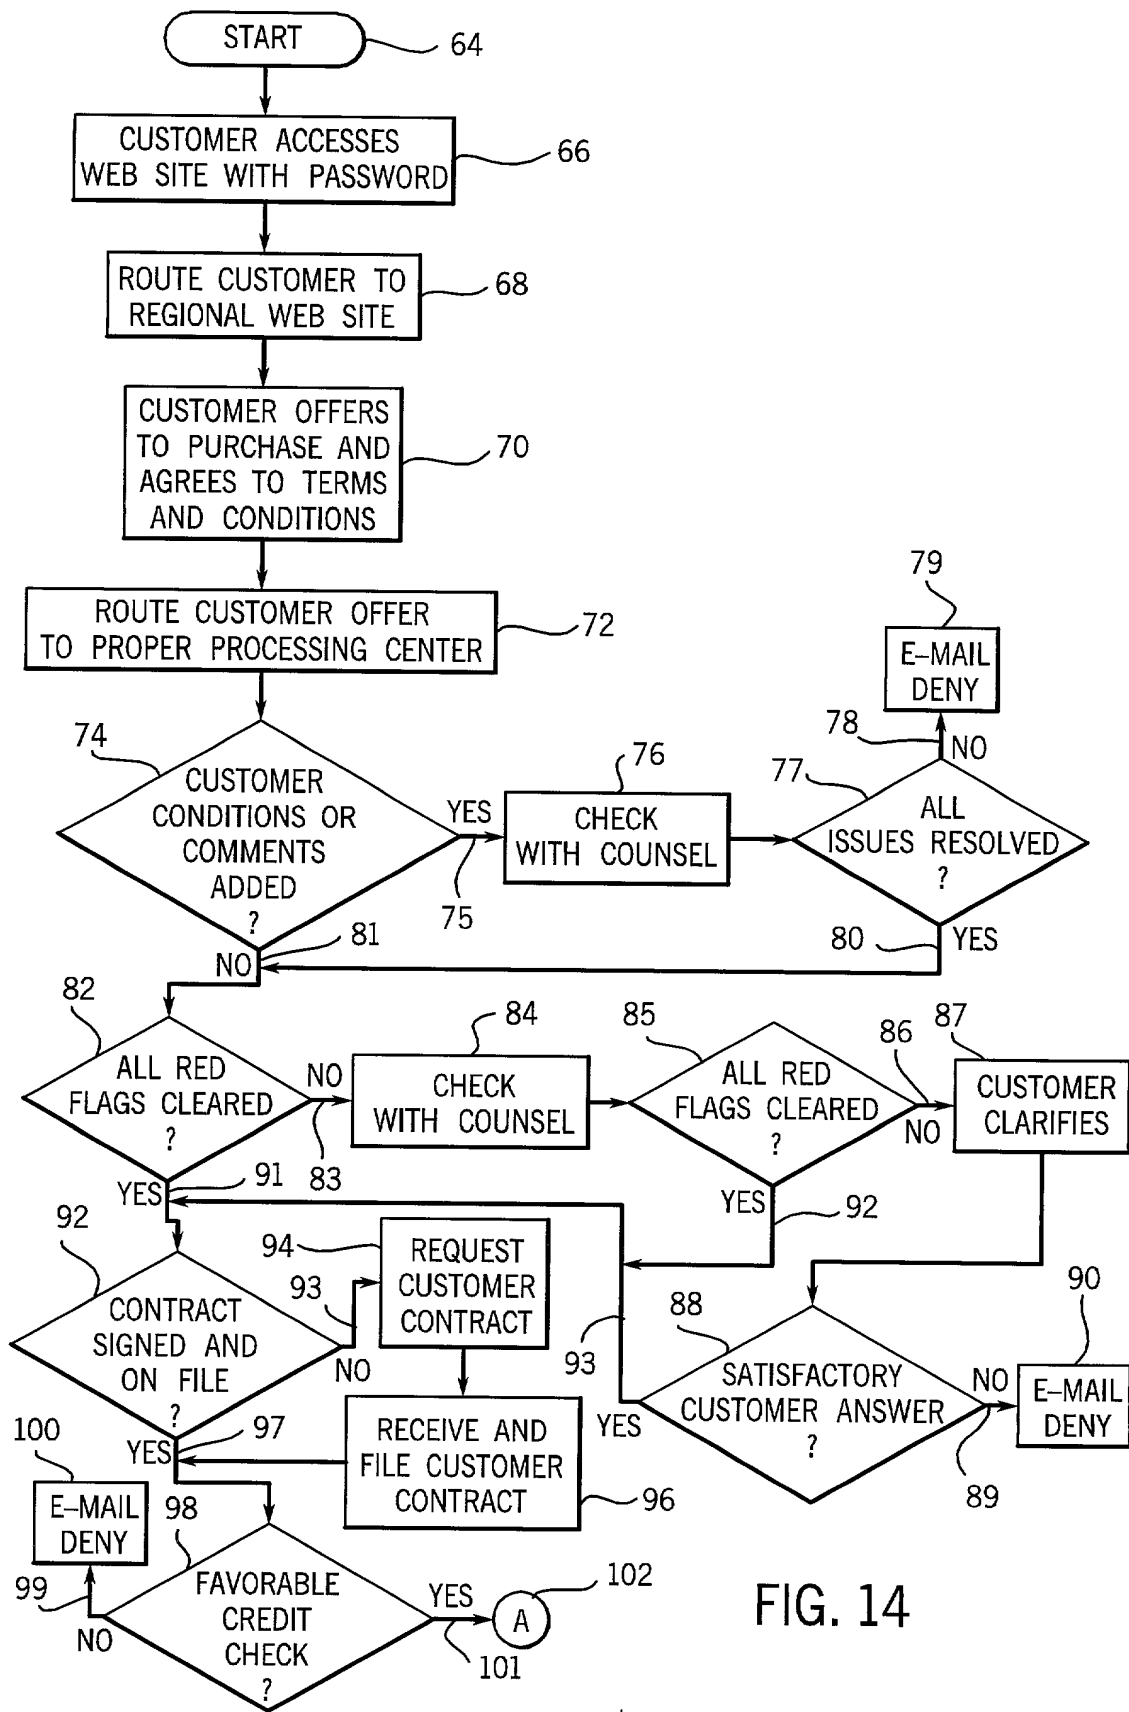 START
64
CUSTOMER ACCESSES
WEB SITE WITH PASSWORD
66
ROUTE CUSTOMER TO
REGIONAL WEB SITE
68
CUSTOMER OFFERS
TO PURCHASE AND
AGREES TO TERMS
AND CONDITIONS
70
ROUTE CUSTOMER OFFER
TO PROPER PROCESSING CENTER
72
79
E-MAIL
DENY
74
CUSTOMER
CONDITIONS OR
COMMENTS
ADDED
?
YES
75
76
CHECK
WITH COUNSEL
77
78
NO
ALL
ISSUES RESOLVED
?
80
YES
81
NO
82
ALL RED
FLAGS CLEARED
?
NO
83
84
CHECK
WITH COUNSEL
85
ALL RED
FLAGS CLEARED
?
86
NO
87
CUSTOMER
CLARIFIES
YES
91
YES
92
92
CONTRACT
SIGNED AND
ON FILE
?
93
NO
94
REQUEST
CUSTOMER
CONTRACT
93
88
SATISFACTORY
CUSTOMER ANSWER
?
YES
NO
89
90
E-MAIL
DENY
YES
97
RECEIVE AND
FILE CUSTOMER
CONTRACT
96
100
E-MAIL
DENY
98
99
NO
FAVORABLE
CREDIT
CHECK
?
YES
101
A
102
FIG. 14